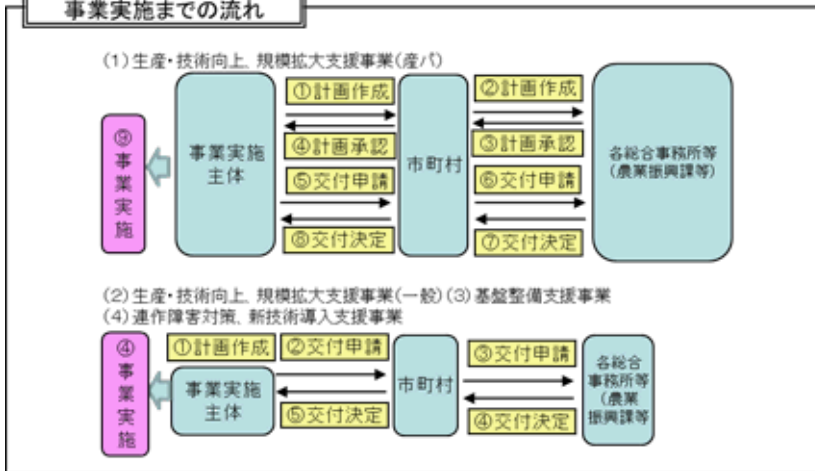 事業実施までの流れ
(1)生産・技術向上、規模拡大支援事業(産パ)
①計画作成
②計画作成
⑨事業実施
事業実施
主体
④計画承認
市町村
③計画承認
各総合事務所等
(農業振興課等)
⑤交付申請
⑥交付申請
⑧交付決定
⑦交付決定
(2)生産・技術向上、規模拡大支援事業(一般)(3)基盤整備支援事業
(4)連作障害対策、新技術導入支援事業
④事業実施
①計画作成
②交付申請
事業実施
主体
⑤交付決定
市町村
③交付申請
④交付決定
各総合
事務所等
(農業
振興課等